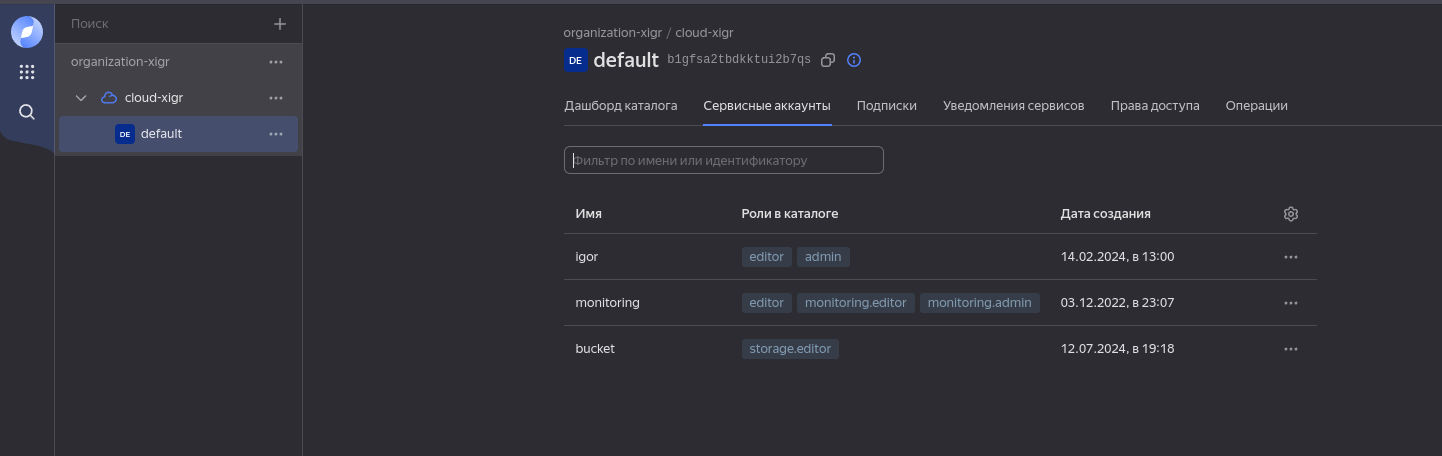 Поиск
organization-xigr
cloud-xigr
DE default
organization-xigr / cloud-xigr
DE default b1gfsa2tbdkktui2b7qs
Дашборд каталога Сервисные аккаунты Подписки Уведомления сервисов Права доступа Операции
Фильтр по имени или идентификатору
Имя Роли в каталоге Дата создания
igor editor admin 14.02.2024, в 13:00
monitoring editor monitoring.editor monitoring.admin 03.12.2022, в 23:07
bucket storage.editor 12.07.2024, в 19:18